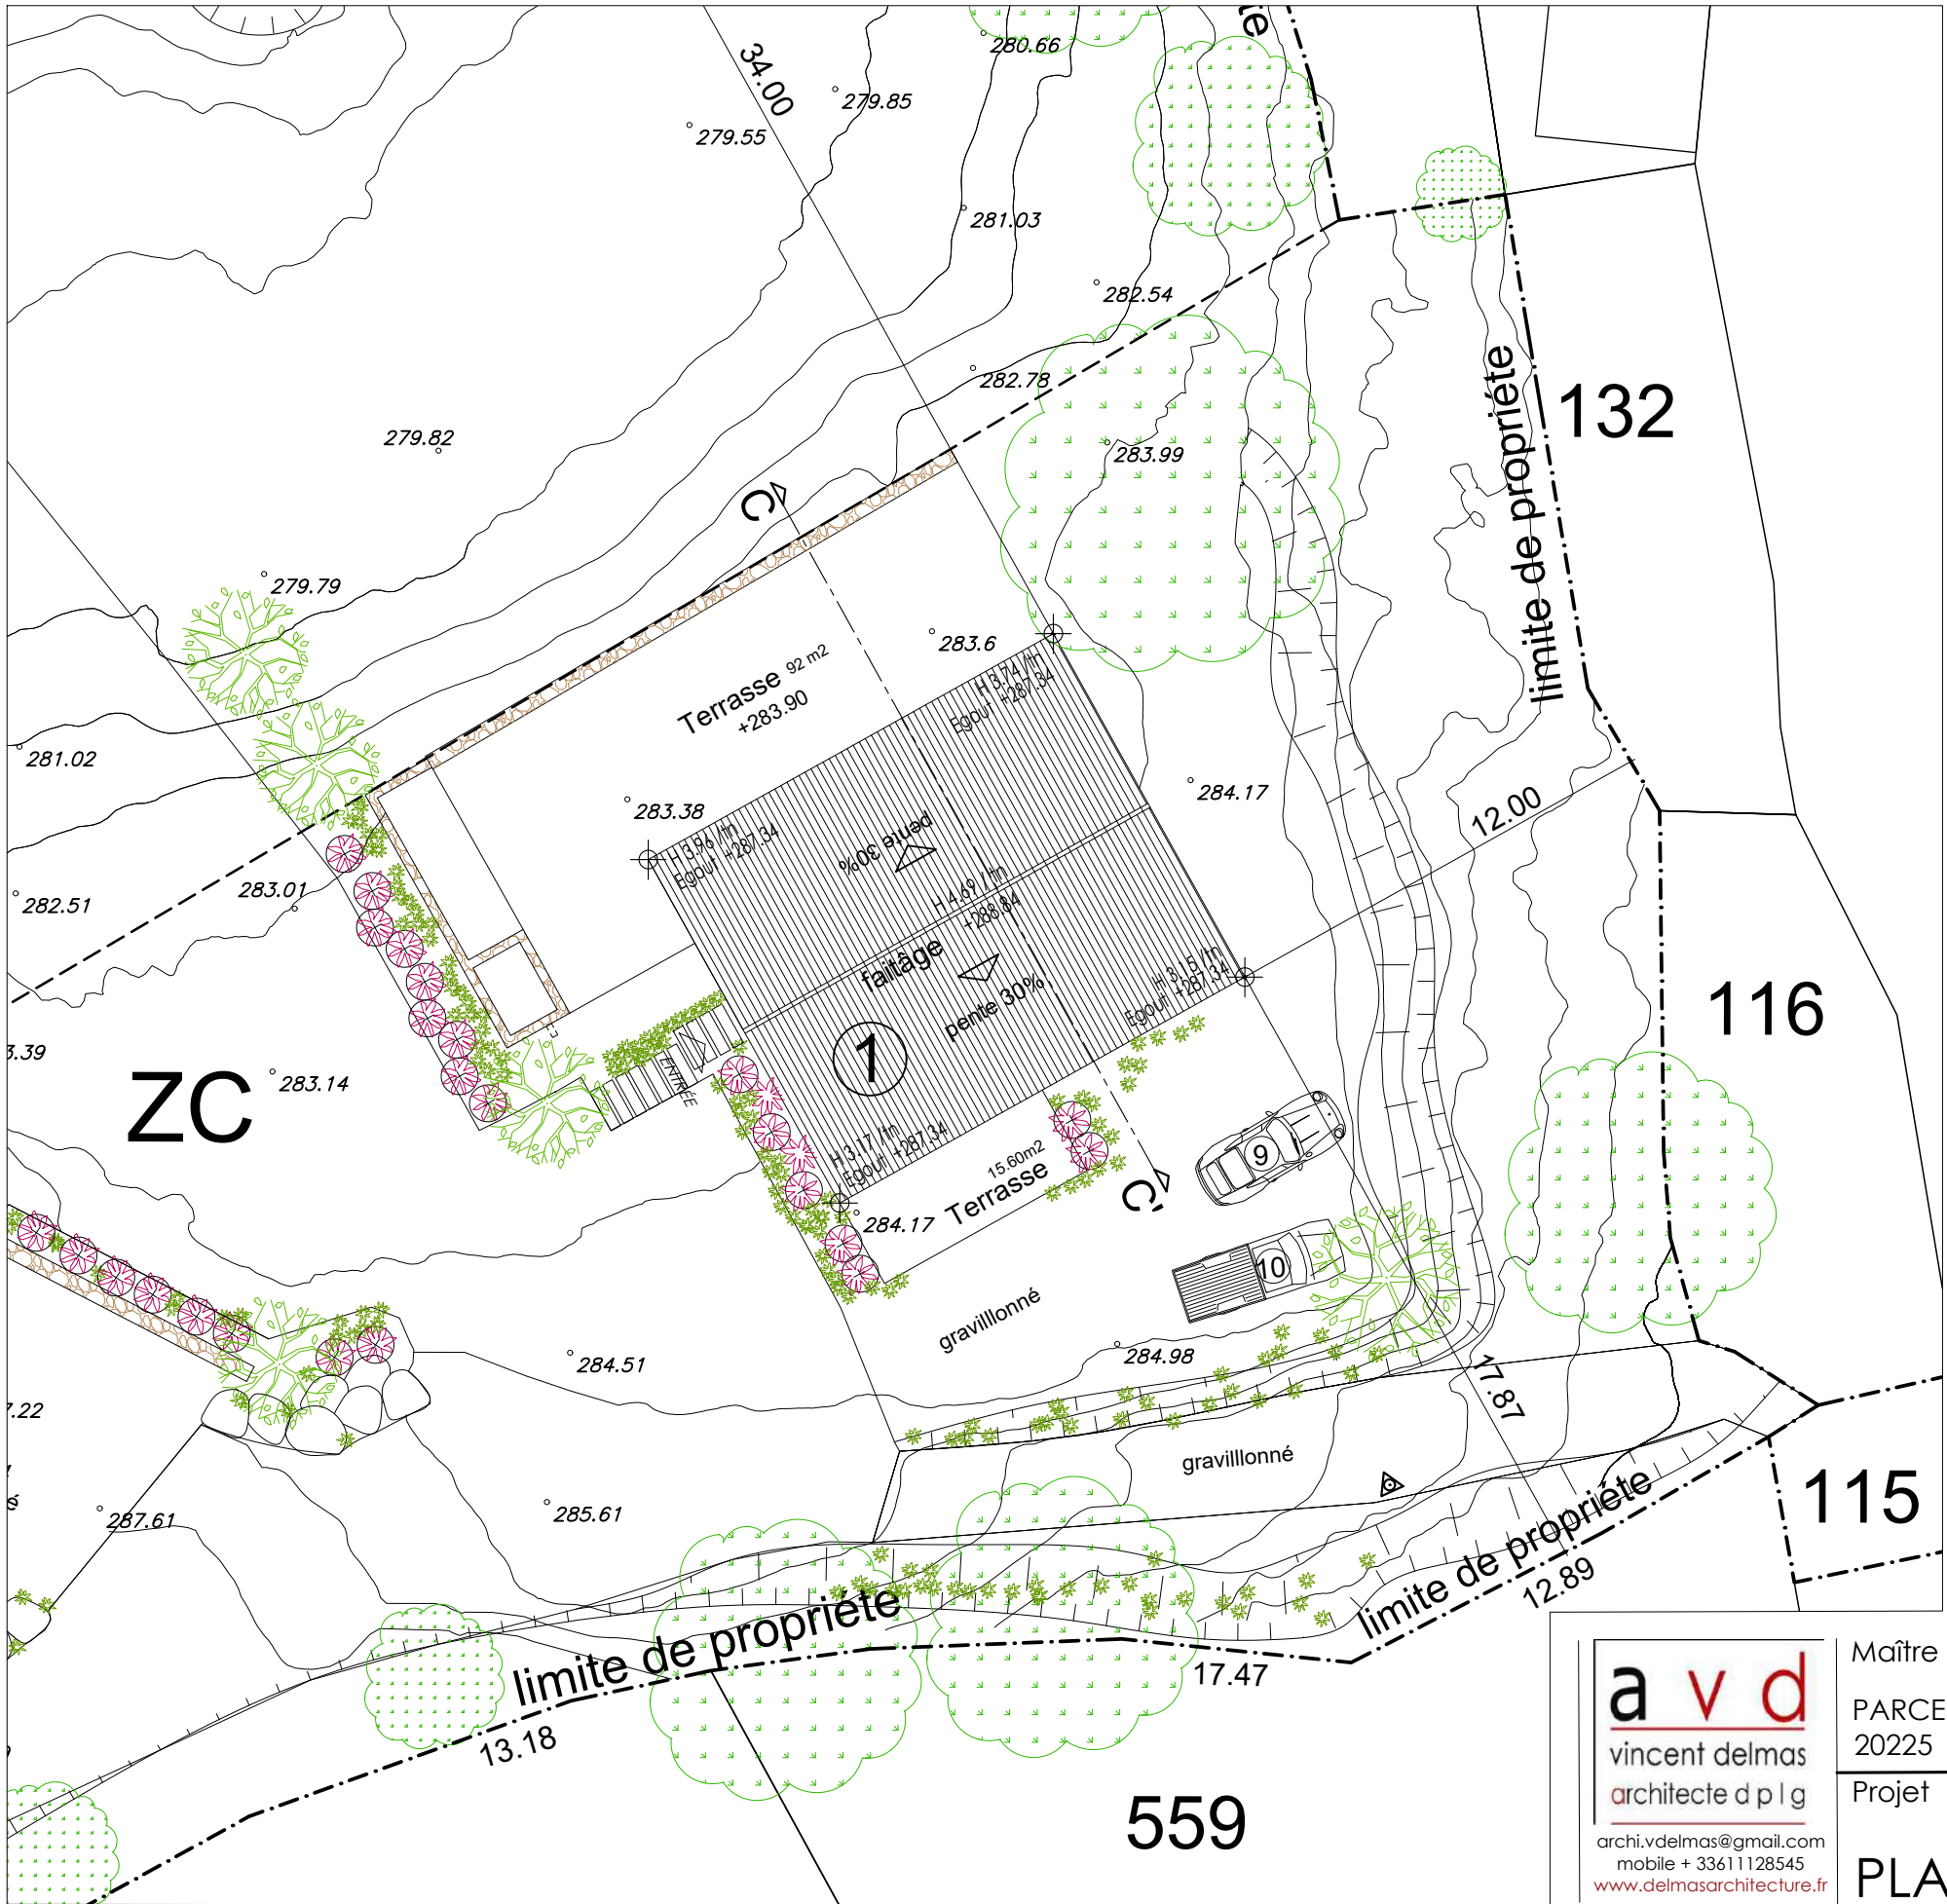 te
280.66
34.00
279.85
279.55
281.03
282.54
282.78
132
limite de propriéte
279.82
283.99
C
279.79
283.6
Terrasse 92 m2
+283.90
H 3.74 /tn
Egout +287.34
281.02
284.17
12.00
283.38
H 3.96 /tn
Egout +287.34
pente 30%
283.01
282.51
H 4.69 /tn
+288.84
faitâge
pente 30%
H 3.15 /tn
Egout +287.34
116
1
3.39
ZC
283.14
ENTRÉE
H 3.17 /tn
Egout +287.34
15.60m2
Terrasse
284.17
C'
9
10
gravilllonné
284.98
284.51
17.87
7.22
gravilllonné
é
287.61
285.61
115
limite de propriéte
12.89
limite de propriéte
17.47
13.18
559
a v d
vincent delmas
architecte d p l g
archi.vdelmas@gmail.com
mobile + 33611128545
www.delmasarchitecture.fr
Maître
PARCE
20225
Projet
PLA